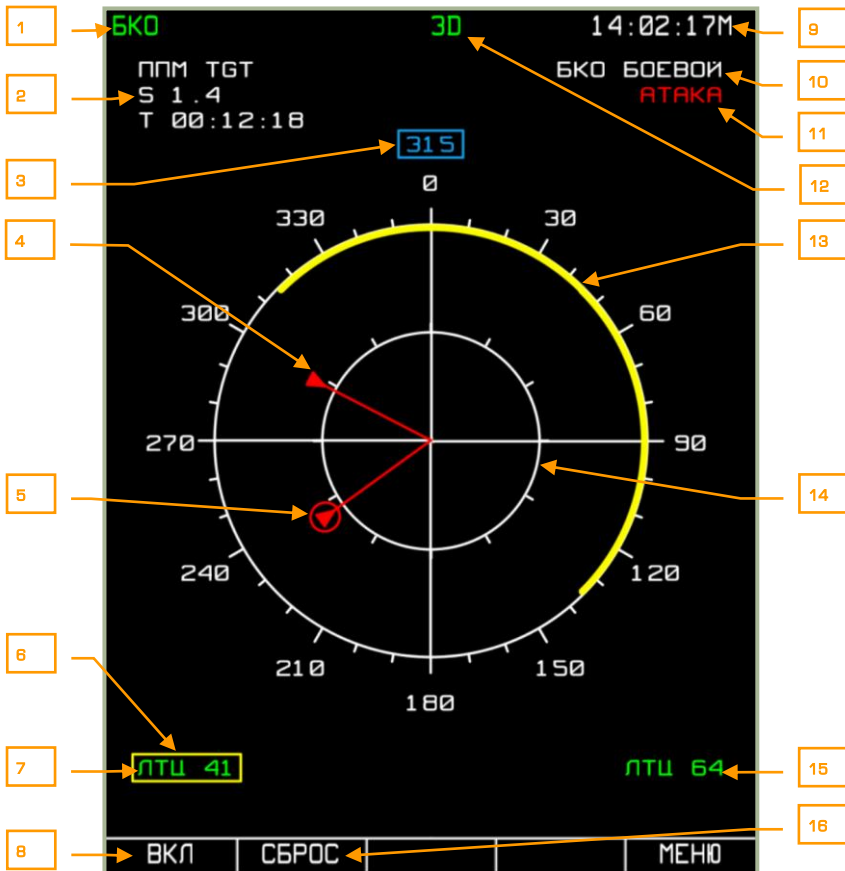 1 БКО 3D 14:02:17М 9
ППМ TGT БКО БОЕВОЙ 10
2 S 1.4 АТАКА
T 00:12:18 11
315
3 0 12
4 330 30 13
300 60
270 90
5 14
240 120
210 150
6 180
7 ЛТЦ 41 ЛТЦ 64 15
16
8 ВКЛ СБРОС МЕНЮ